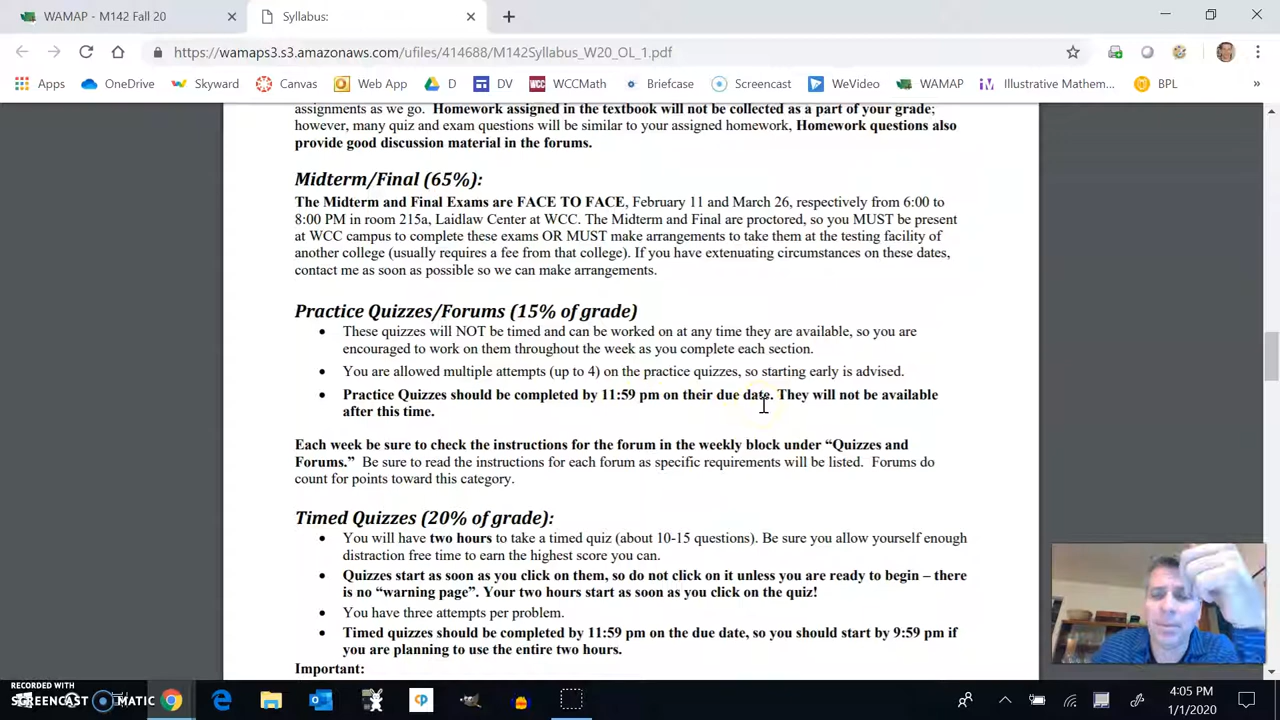 WAMAP - M142 Fall 20
Syllabus:
https://wamaps3.s3.amazonaws.com/ufiles/414688/M142Syllabus_W20_OL_1.pdf
Apps OneDrive Skyward Canvas Web App D DV WCCMath Briefcase Screencast WeVideo WAMAP Illustrative Mathem... BPL »
assignments as we go. Homework assigned in the textbook will not be collected as a part of your grade;
however, many quiz and exam questions will be similar to your assigned homework, Homework questions also
provide good discussion material in the forums.
Midterm/Final (65%):
The Midterm and Final Exams are FACE TO FACE, February 11 and March 26, respectively from 6:00 to
8:00 PM in room 215a, Laidlaw Center at WCC. The Midterm and Final are proctored, so you MUST be present
at WCC campus to complete these exams OR MUST make arrangements to take them at the testing facility of
another college (usually requires a fee from that college). If you have extenuating circumstances on these dates,
contact me as soon as possible so we can make arrangements.
Practice Quizzes/Forums (15% of grade)
• These quizzes will NOT be timed and can be worked on at any time they are available, so you are
encouraged to work on them throughout the week as you complete each section.
• You are allowed multiple attempts (up to 4) on the practice quizzes, so starting early is advised.
• Practice Quizzes should be completed by 11:59 pm on their due date. They will not be available
after this time.
Each week be sure to check the instructions for the forum in the weekly block under “Quizzes and
Forums.” Be sure to read the instructions for each forum as specific requirements will be listed. Forums do
count for points toward this category.
Timed Quizzes (20% of grade):
• You will have two hours to take a timed quiz (about 10-15 questions). Be sure you allow yourself enough
distraction free time to earn the highest score you can.
• Quizzes start as soon as you click on them, so do not click on it unless you are ready to begin – there
is no “warning page”. Your two hours start as soon as you click on the quiz!
• You have three attempts per problem.
• Timed quizzes should be completed by 11:59 pm on the due date, so you should start by 9:59 pm if
you are planning to use the entire two hours.
Important:
RECORDED WITH
SCREENCAST MATIC
4:05 PM
1/1/2020